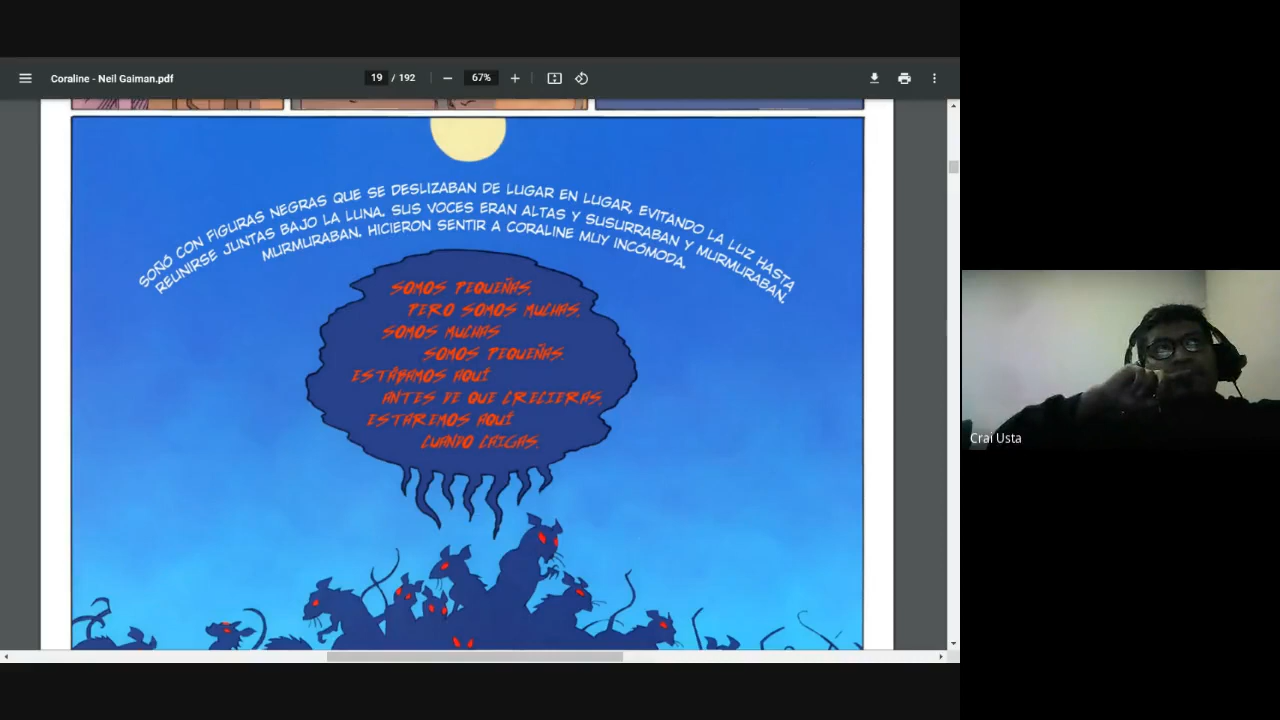 Coraline - Neil Gaiman.pdf
19 / 192
67%
SOÑÓ CON FIGURAS NEGRAS QUE SE DESLIZABAN DE LUGAR EN LUGAR, EVITANDO LA LUZ HASTA
REUNIRSE JUNTAS BAJO LA LUNA. SUS VOCES ERAN ALTAS Y SUSURRABAN Y MURMURABAN.
MURMURABAN. HICIERON SENTIR A CORALINE MUY INCÓMODA.
SOMOS PEQUEÑAS,
PERO SOMOS MUCHAS,
SOMOS MUCHAS
SOMOS PEQUEÑAS.
ESTÁBAMOS AQUÍ
ANTES DE QUE CRECIERAS,
ESTAREMOS AQUÍ
CUANDO CAIGAS.
Crai Usta